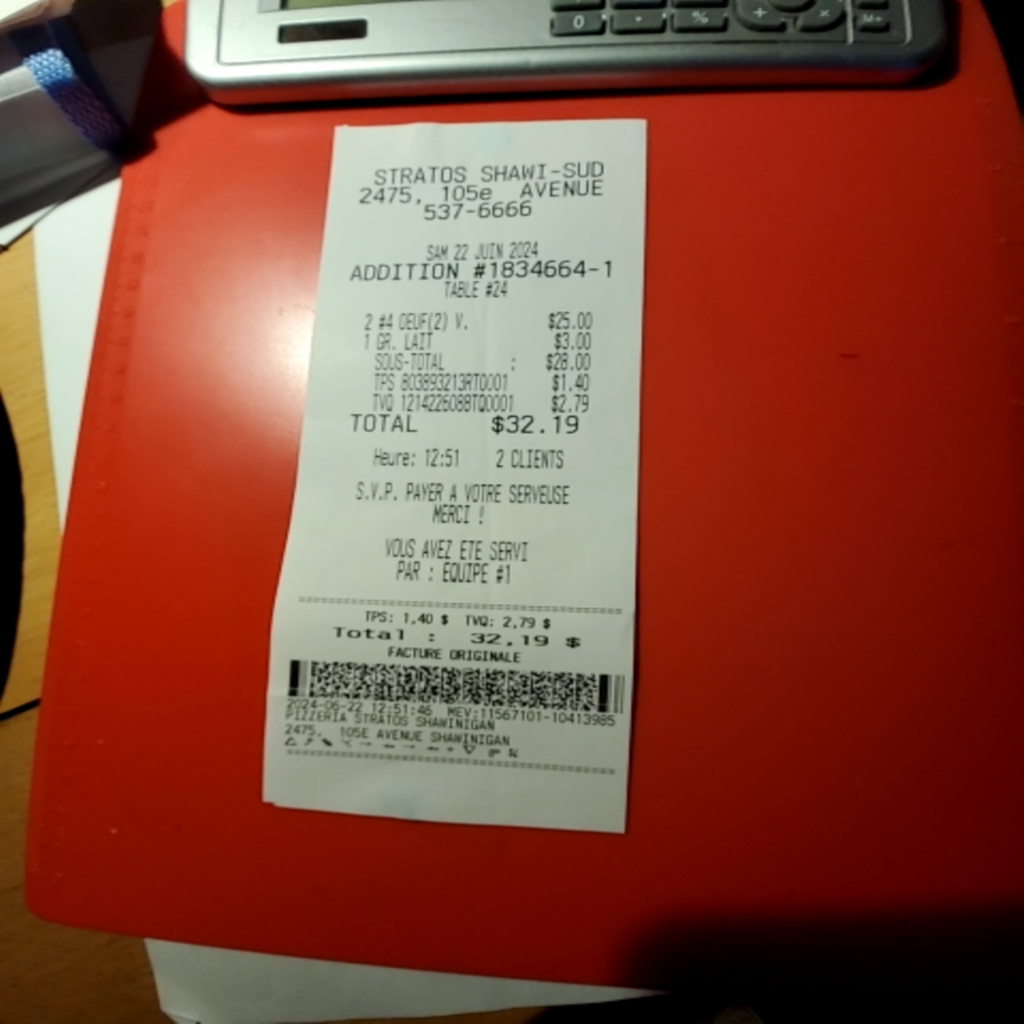 0 . % + × M+
STRATOS SHAWI-SUD
2475, 105e AVENUE
537-6666
SAM 22 JUIN 2024
ADDITION #1834664-1
TABLE #24
2 #4 OEUF(2) V. $25.00
1 GR. LAIT $3.00
SOUS-TOTAL : $28.00
TPS 803893213RT0001 $1.40
TVQ 1214226088TQ0001 $2.79
TOTAL $32.19
Heure: 12:51 2 CLIENTS
S.V.P. PAYER A VOTRE SERVEUSE
MERCI !
VOUS AVEZ ETE SERVI
PAR : EQUIPE #1
TPS: 1,40 $ TVQ: 2,79 $
Total : 32,19 $
FACTURE ORIGINALE
2024-06-22 12:51:46 MEV:11567101-10413985
PIZZERIA STRATOS SHAWINIGAN
2475, 105E AVENUE SHAWINIGAN